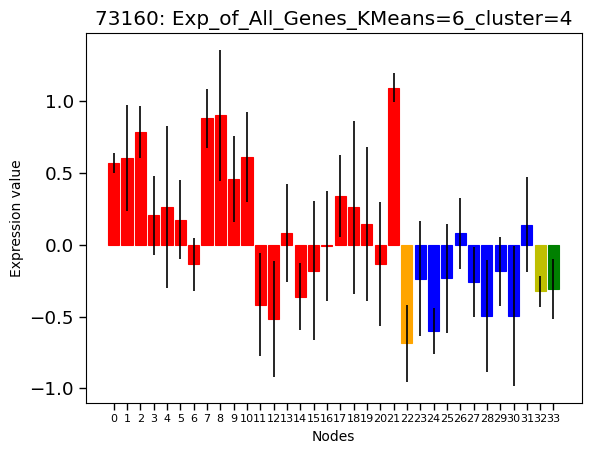 73160: Exp_of_All_Genes_KMeans=6_cluster=4
Expression value
1.0
0.5
0.0
−0.5
−1.0
0 1 2 3 4 5 6 7 8 9 10 11 12 13 14 15 16 17 18 19 20 21 22 23 24 25 26 27 28 29 30 31 32 33
Nodes